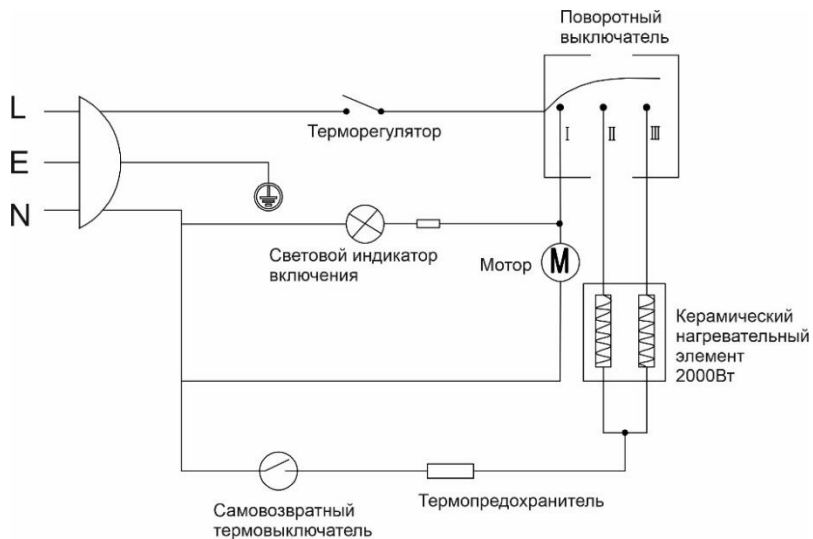 Поворотный
выключатель
L
Терморегулятор
I
II
III
E
N
Световой индикатор
включения
Мотор
M
Керамический
нагревательный
элемент
2000Вт
Самовозвратный
термовыключатель
Термопредохранитель